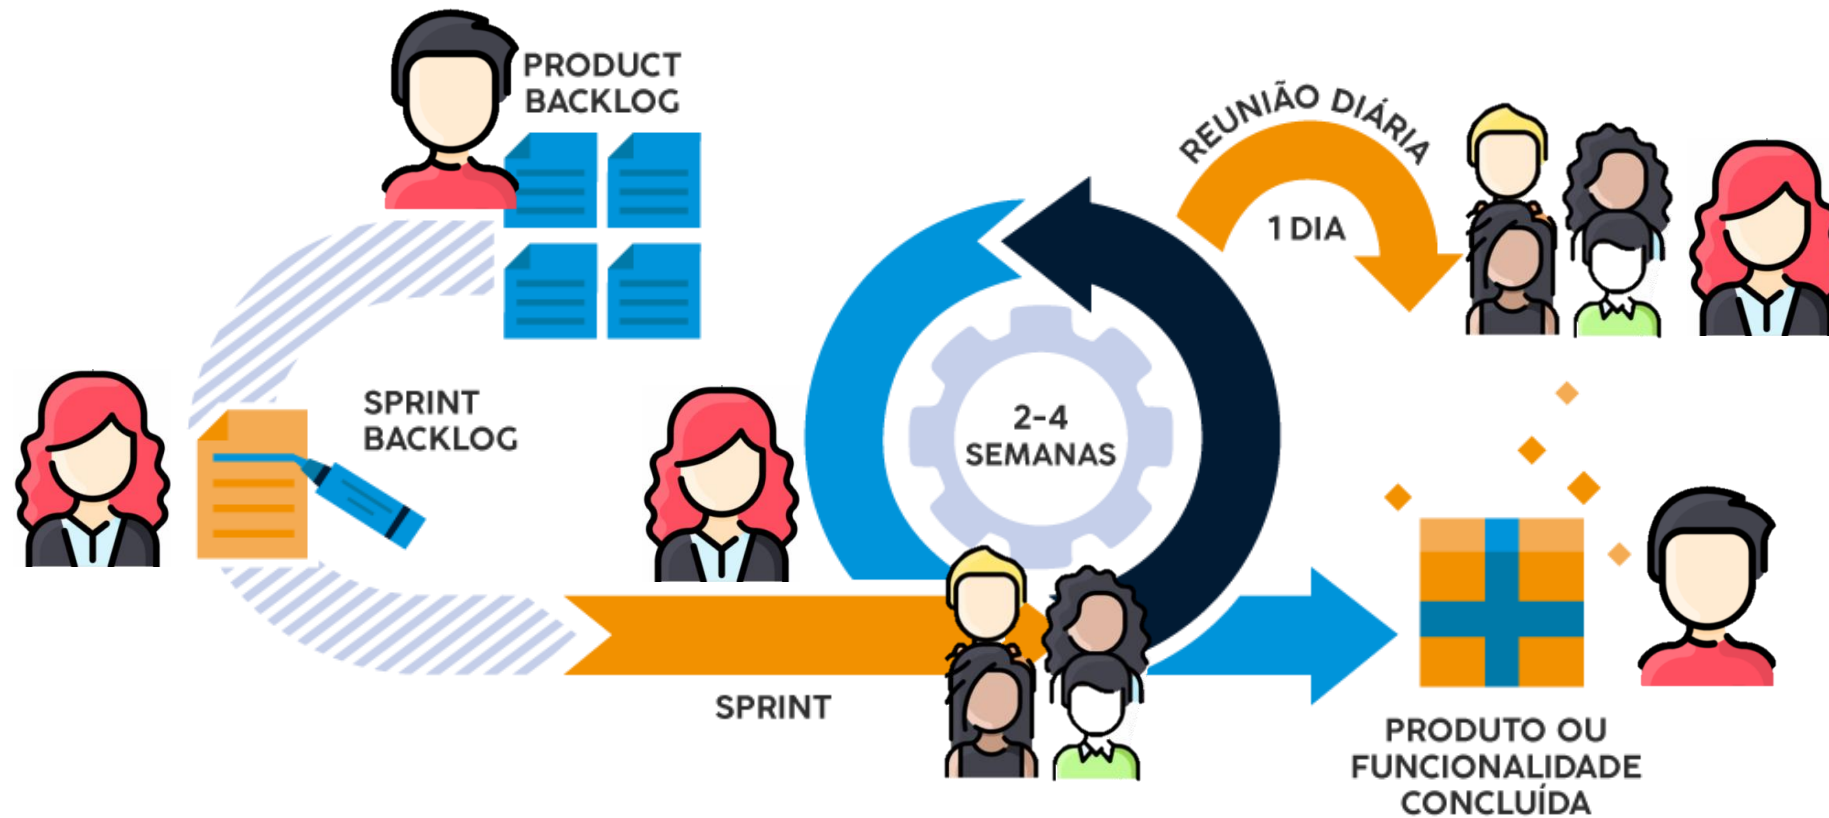 PRODUCT
BACKLOG
SPRINT
BACKLOG
SPRINT
2-4
SEMANAS
REUNIÃO DIÁRIA
1 DIA
PRODUTO OU
FUNCIONALIDADE
CONCLUÍDA